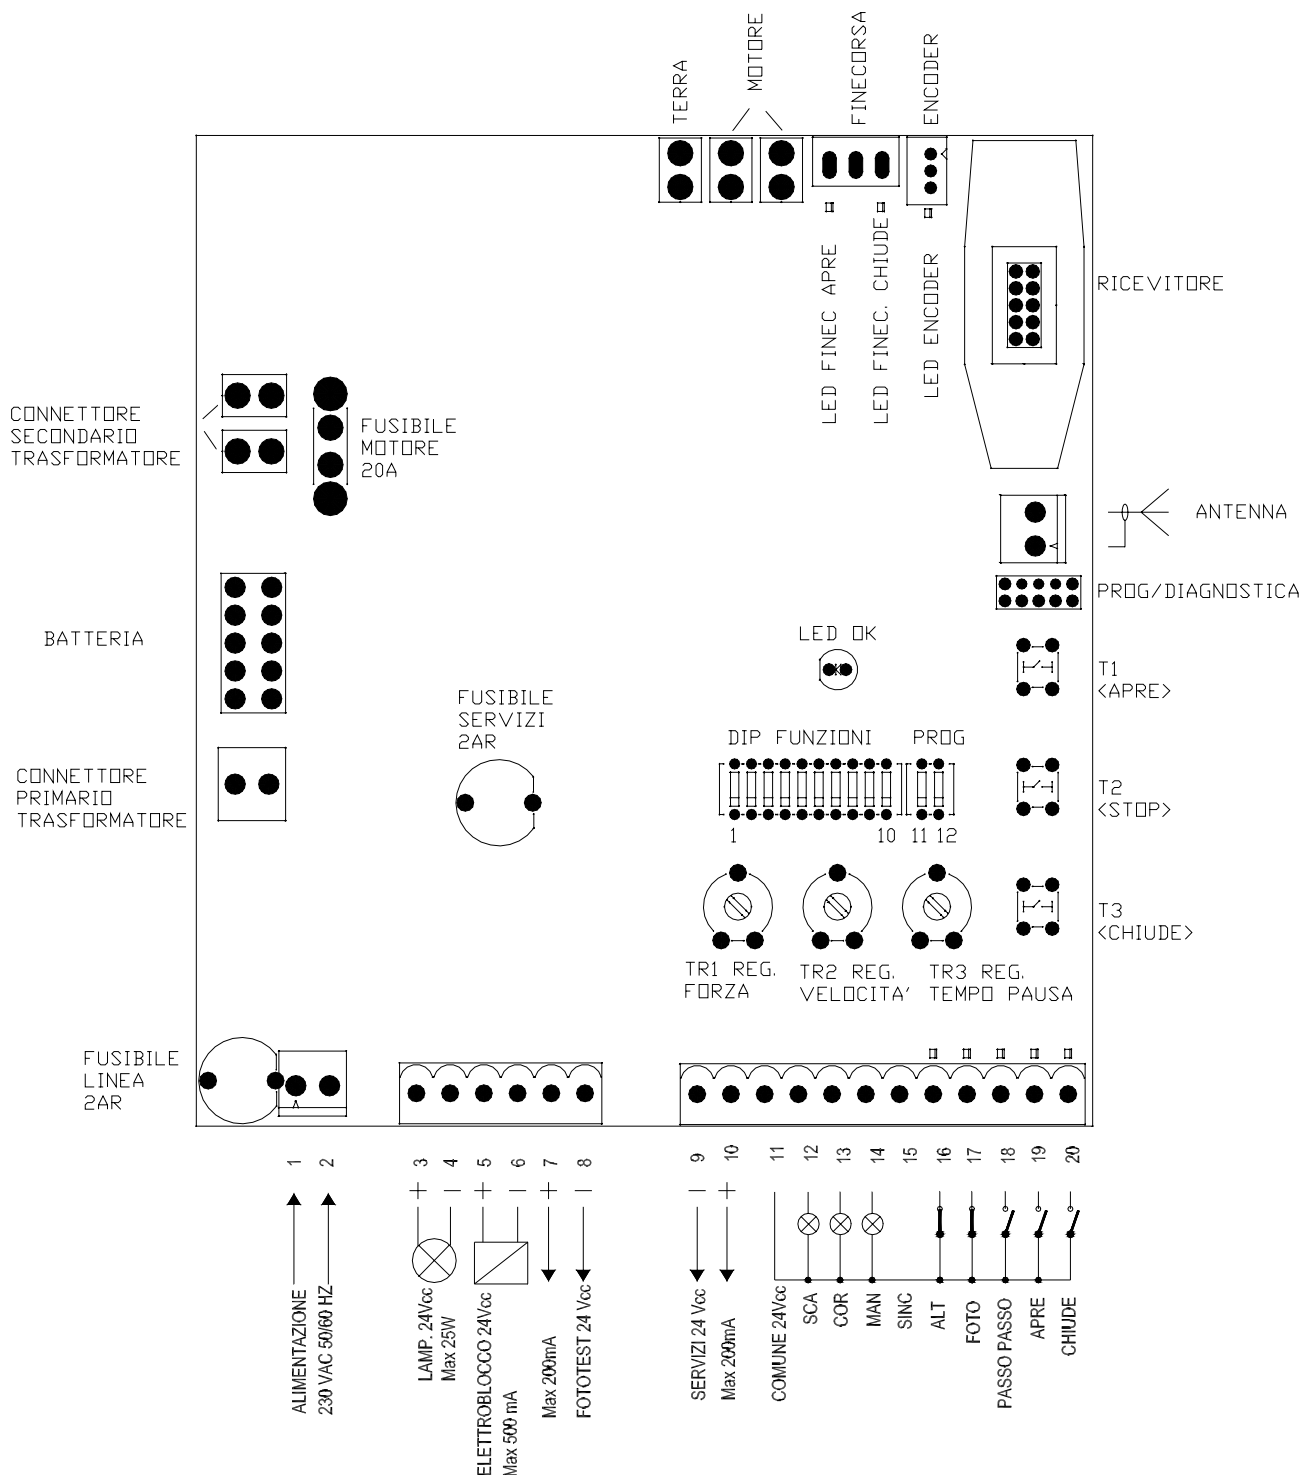 TERRA
MOTORE
FINECORSA
ENCODER
LED FINEC APRE
LED FINEC. CHIUDE
LED ENCODER
RICEVITORE
CONNETTORE
SECONDARIO
TRASFORMATORE
FUSIBILE
MOTORE
20A
ANTENNA
PROG/DIAGNOSTICA
BATTERIA
LED OK
T1
<APRE>
FUSIBILE
SERVIZI
2AR
DIP FUNZIONI PROG
CONNETTORE
PRIMARIO
TRASFORMATORE
T2
<STOP>
1 10 11 12
T3
<CHIUDE>
TR1 REG.
FORZA
TR2 REG.
VELOCITA'
TR3 REG.
TEMPO PAUSA
FUSIBILE
LINEA
2AR
1 2 3 4 5 6 7 8 9 10 11 12 13 14 15 16 17 18 19 20
ALIMENTAZIONE
230 VAC 50/60 HZ
LAMP. 24Vcc
Max 25W
ELETTROBLOCCO 24Vcc
Max 500 mA
Max 200mA
FOTOTEST 24 Vcc
SERVIZI 24 Vcc
Max 200mA
COMUNE 24Vcc
SCA
COR
MAN
SINC
ALT
FOTO
PASSO PASSO
APRE
CHIUDE